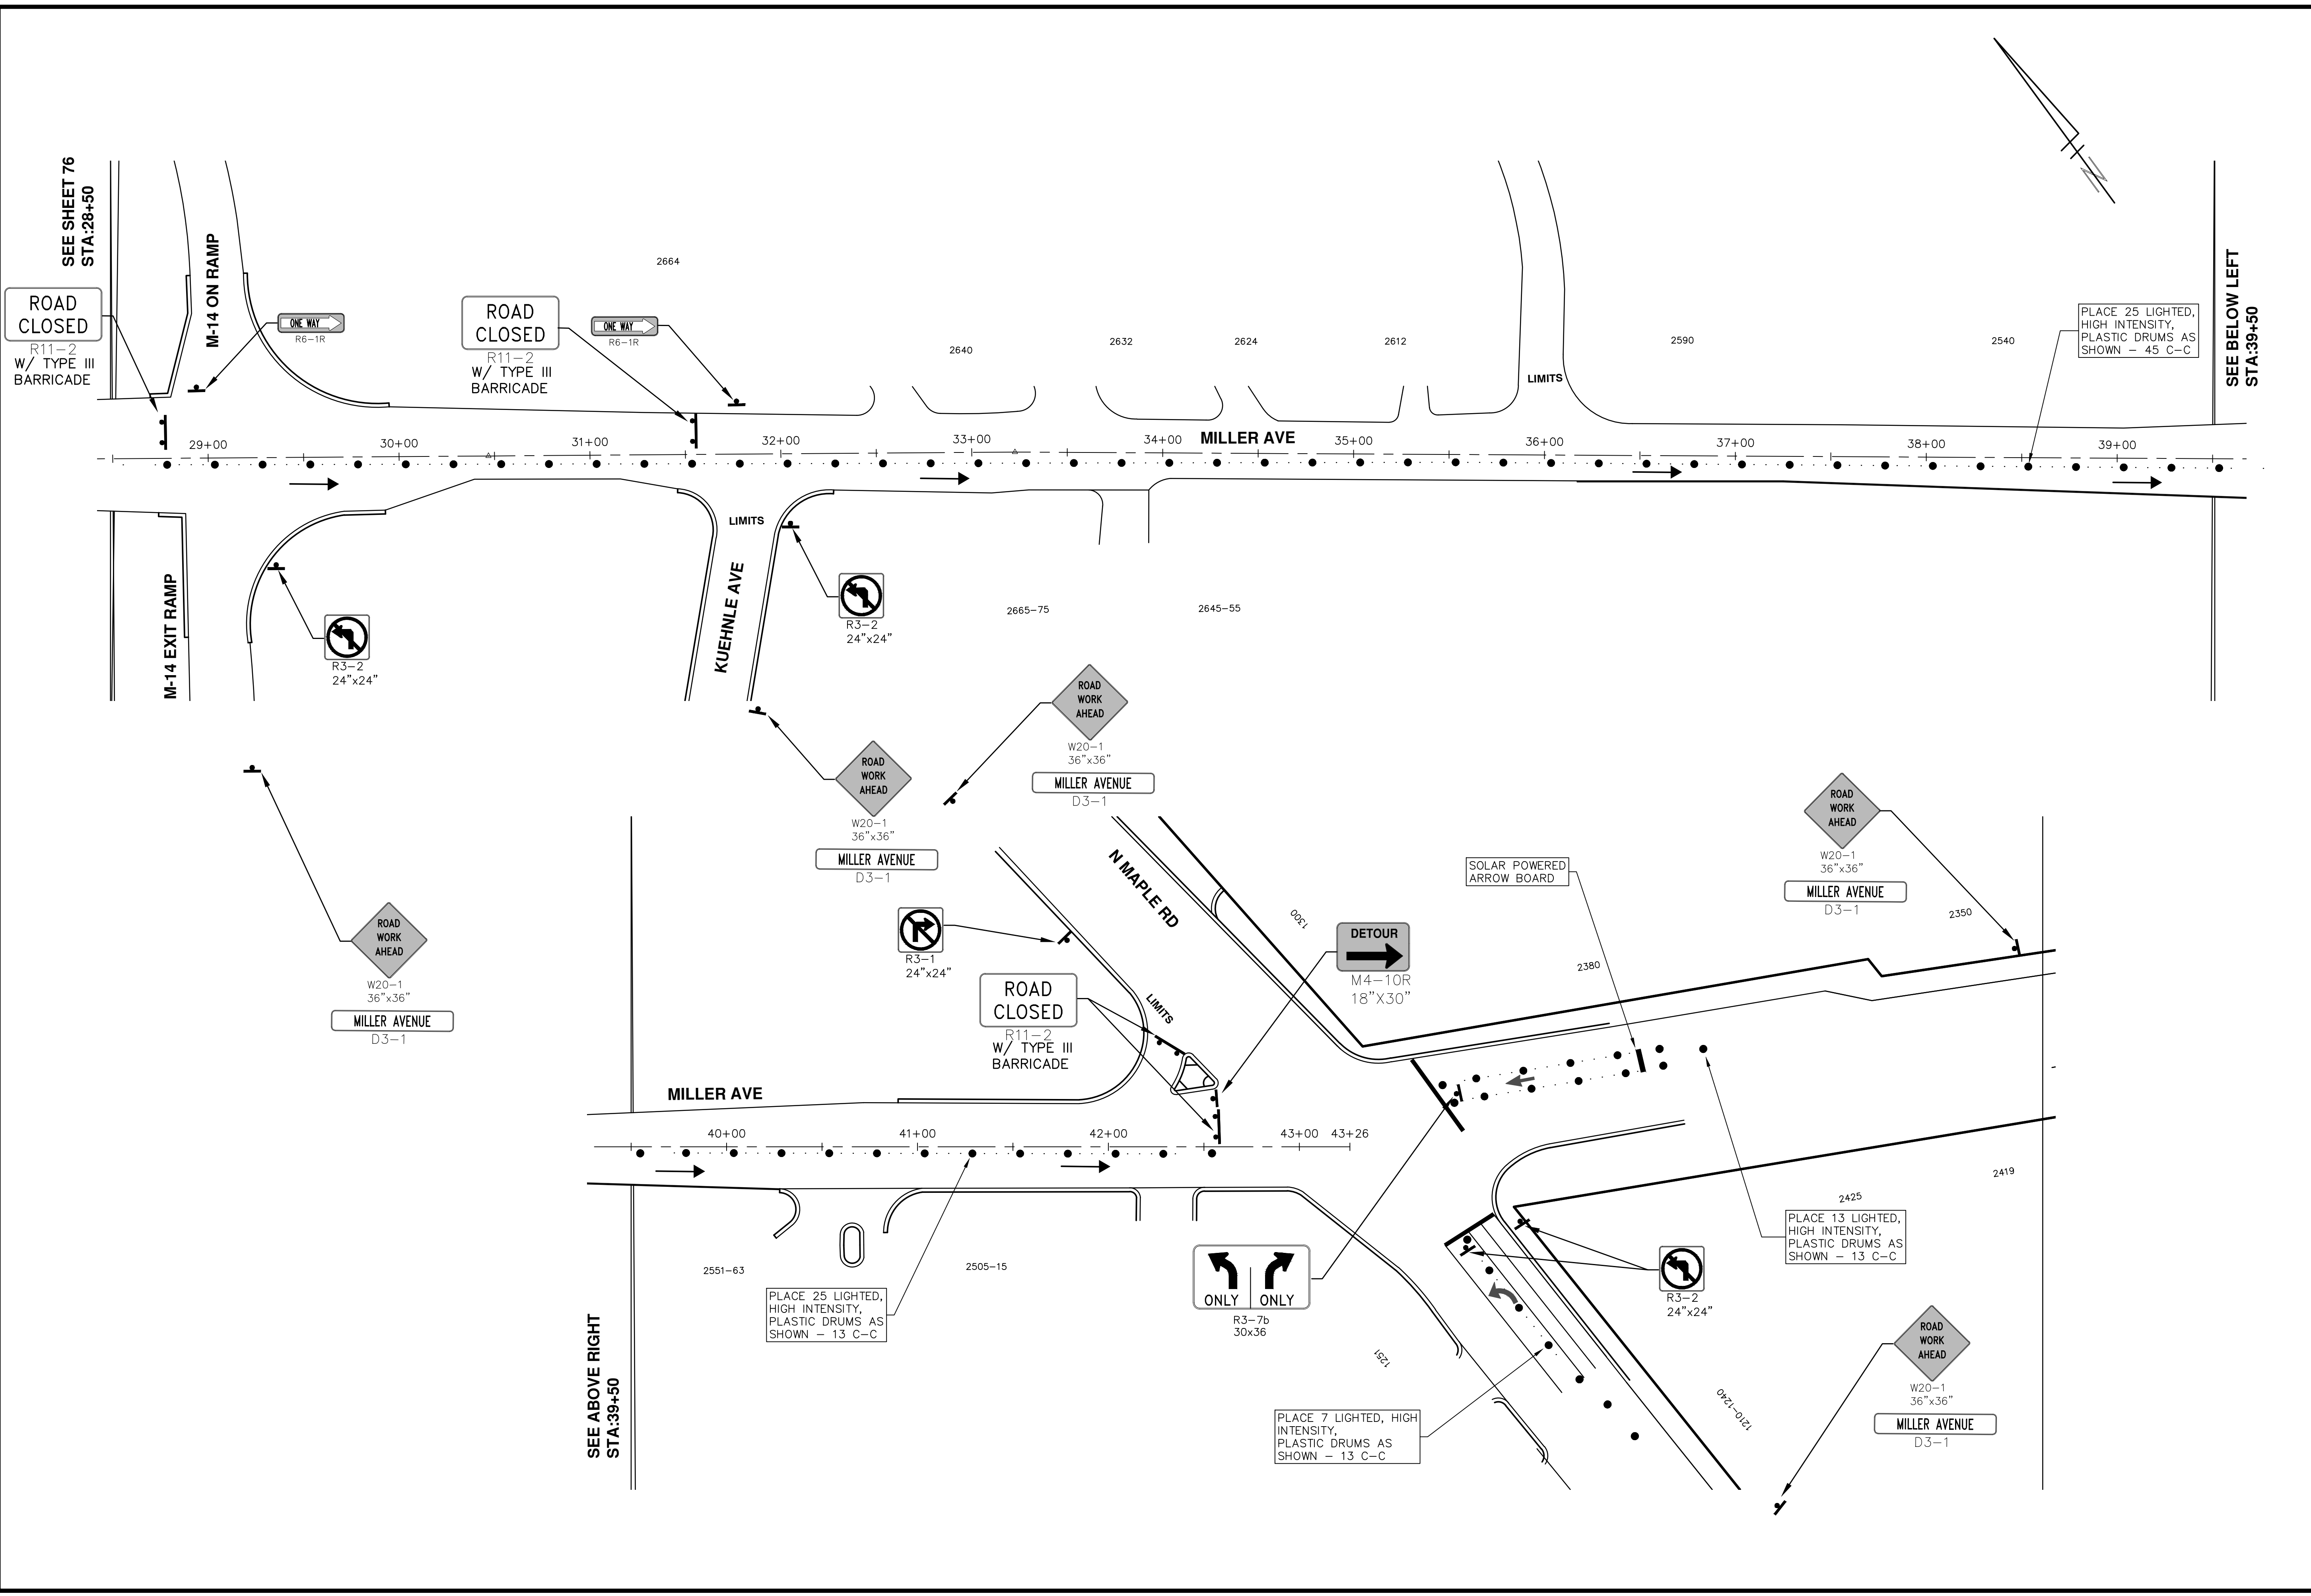 SEE SHEET 76
STA:28+50
M-14 ON RAMP
ROAD
CLOSED
R11-2
W/ TYPE III
BARRICADE
ONE WAY
R6-1R
ROAD
CLOSED
R11-2
W/ TYPE III
BARRICADE
ONE WAY
R6-1R
2664
2640
2632
2624
2612
LIMITS
2590
2540
PLACE 25 LIGHTED,
HIGH INTENSITY,
PLASTIC DRUMS AS
SHOWN - 45 C-C
SEE BELOW LEFT
STA:39+50
N
29+00
30+00
31+00
32+00
33+00
34+00
MILLER AVE
35+00
36+00
37+00
38+00
39+00
M-14 EXIT RAMP
R3-2
24"x24"
LIMITS
KUEHNLE AVE
R3-2
24"x24"
2665-75
2645-55
ROAD
WORK
AHEAD
W20-1
36"x36"
MILLER AVENUE
D3-1
ROAD
WORK
AHEAD
W20-1
36"x36"
MILLER AVENUE
D3-1
ROAD
WORK
AHEAD
W20-1
36"x36"
MILLER AVENUE
D3-1
N MAPLE RD
R3-1
24"x24"
ROAD
CLOSED
R11-2
W/ TYPE III
BARRICADE
LIMITS
1300
DETOUR
M4-10R
18"X30"
SOLAR POWERED
ARROW BOARD
2380
ROAD
WORK
AHEAD
W20-1
36"x36"
MILLER AVENUE
D3-1
2350
MILLER AVE
40+00
41+00
42+00
43+00
43+26
2551-63
2505-15
PLACE 25 LIGHTED,
HIGH INTENSITY,
PLASTIC DRUMS AS
SHOWN - 13 C-C
SEE ABOVE RIGHT
STA:39+50
ONLY
ONLY
R3-7b
30x36
1251
PLACE 7 LIGHTED, HIGH
INTENSITY,
PLASTIC DRUMS AS
SHOWN - 13 C-C
2419
2425
PLACE 13 LIGHTED,
HIGH INTENSITY,
PLASTIC DRUMS AS
SHOWN - 13 C-C
R3-2
24"x24"
1210-1240
ROAD
WORK
AHEAD
W20-1
36"x36"
MILLER AVENUE
D3-1